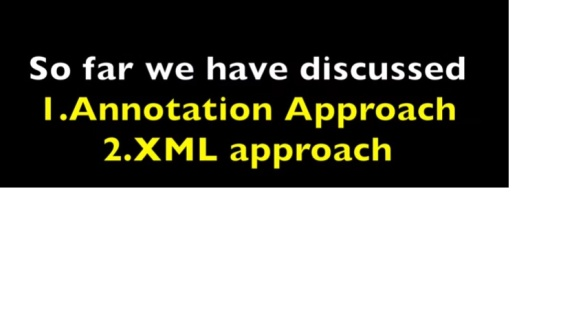 So far we have discussed
1.Annotation Approach
2.XML approach